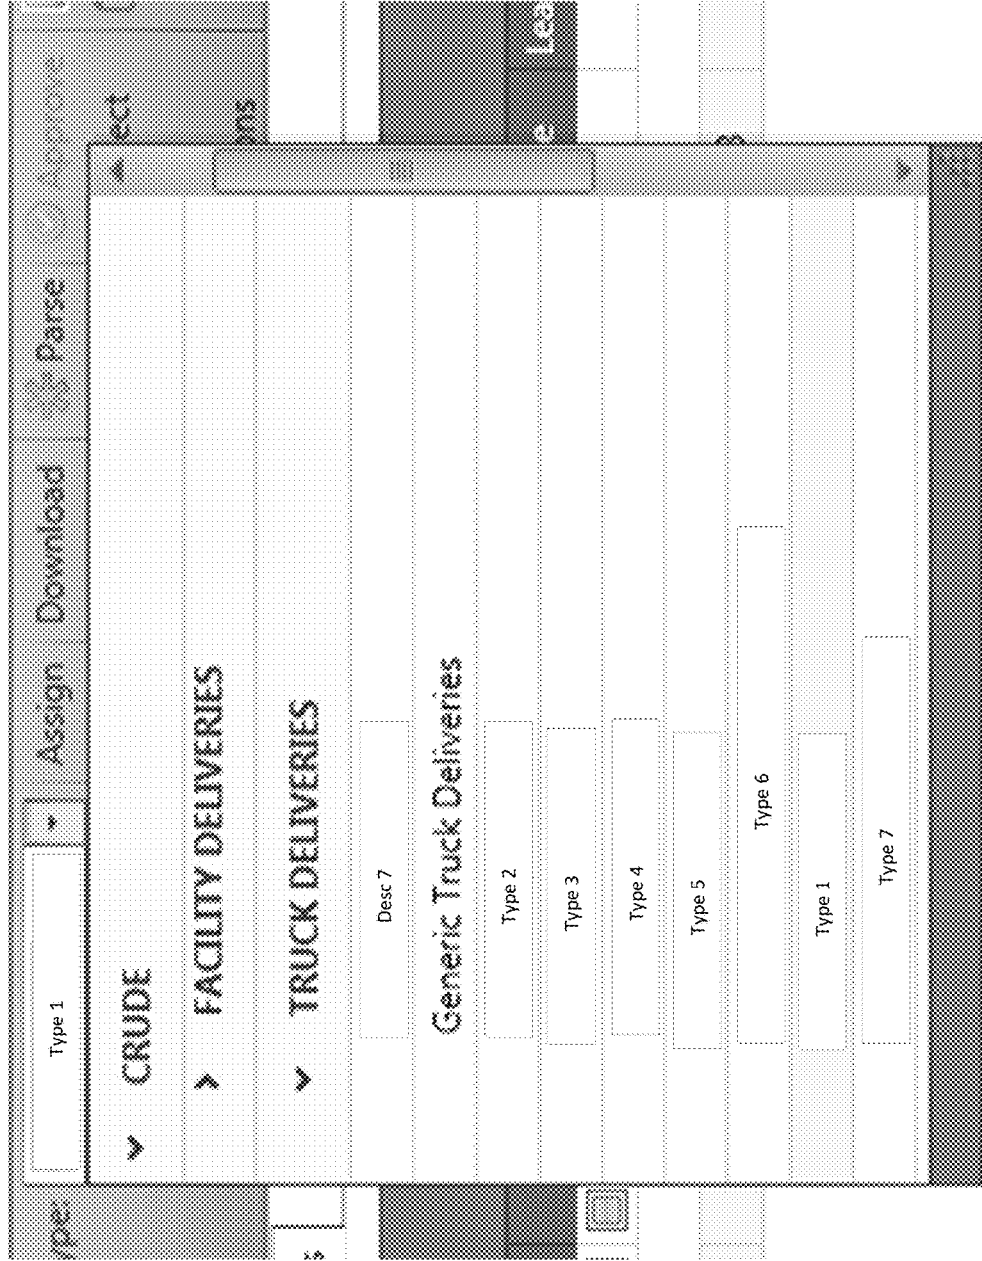 Type 1 Assign Download Parse Approve
CRUDE
FACILITY DELIVERIES
TRUCK DELIVERIES
Desc 7
Generic Truck Deliveries
Type 2
Type 3
Type 4
Type 5
Type 6
Type 1
Type 7